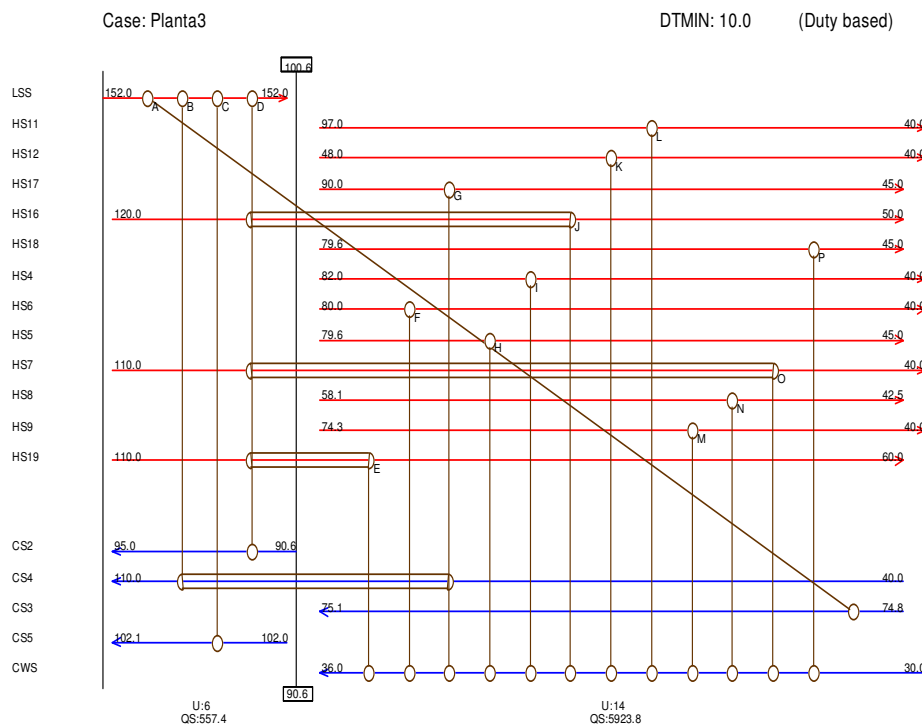 Case: Planta3 DTMIN: 10.0 (Duty based)
100.6
LSS 152.0 A B C D 152.0
HS11 97.0 L 40.0
HS12 48.0 K 40.0
HS17 90.0 G 45.0
HS16 120.0 J 50.0
HS18 79.6 P 45.0
HS4 82.0 I 40.0
HS6 80.0 F 40.0
HS5 79.6 H 45.0
HS7 110.0 O 40.0
HS8 58.1 N 42.5
HS9 74.3 M 40.0
HS19 110.0 E 60.0
CS2 95.0 90.6
CS4 110.0 40.0
CS3 75.1 74.8
CS5 102.1 102.0
CWS 36.0 30.0
90.6
U:6 U:14
QS:557.4 QS:5923.8